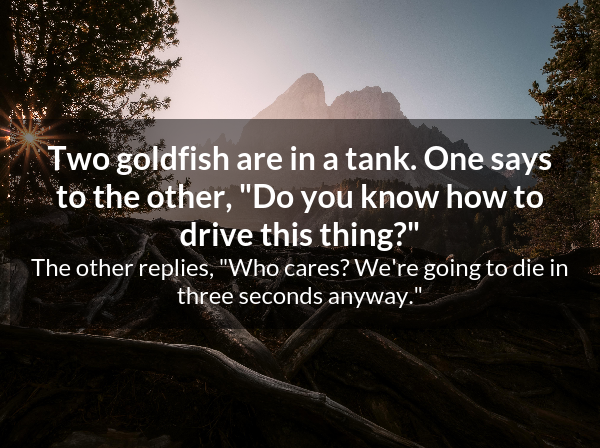 Two goldfish are in a tank. One says
to the other, "Do you know how to
drive this thing?"
The other replies, "Who cares? We're going to die in
three seconds anyway."